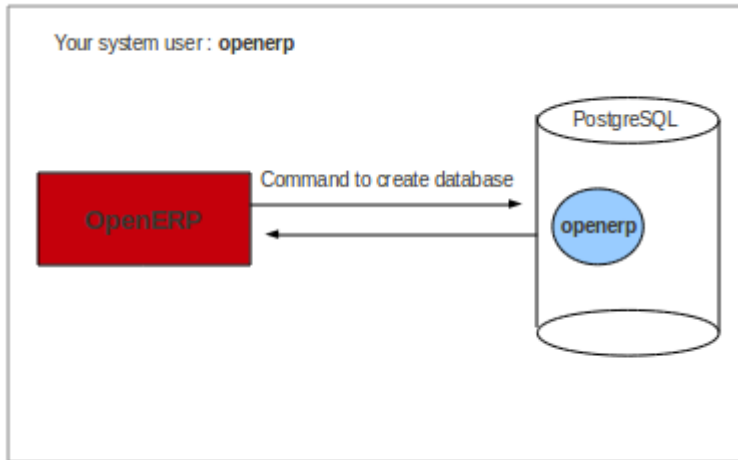 Your system user : openerp
PostgreSQL
Command to create database
OpenERP
openerp